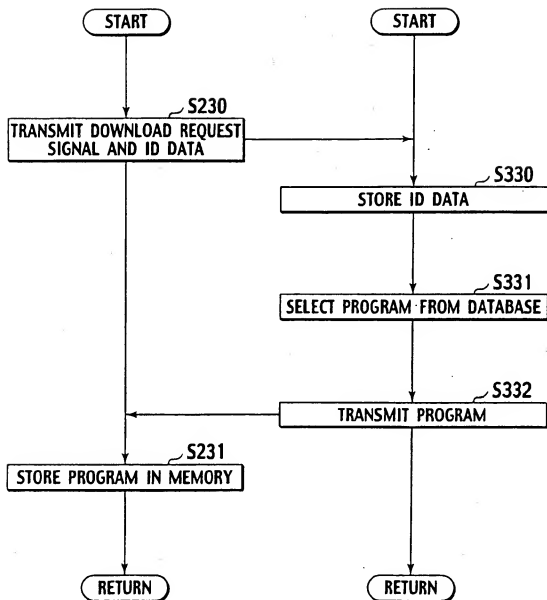 START
START
S230
TRANSMIT DOWNLOAD REQUEST
SIGNAL AND ID DATA
S330
STORE ID DATA
S331
SELECT PROGRAM FROM DATABASE
S332
TRANSMIT PROGRAM
S231
STORE PROGRAM IN MEMORY
RETURN
RETURN